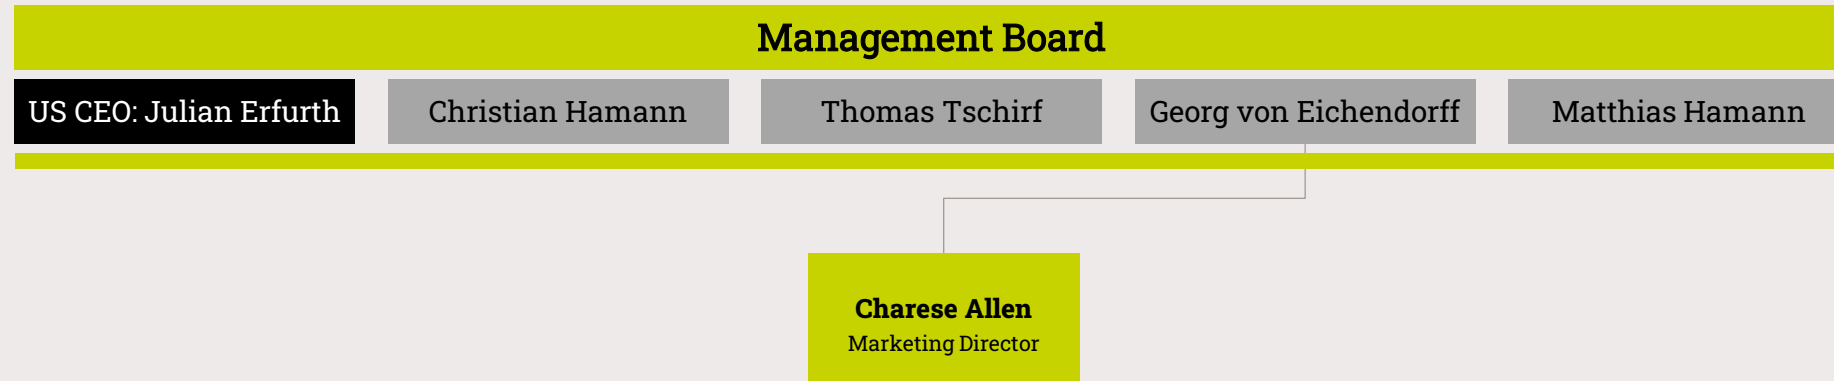 Management Board
US CEO: Julian Erfurth
Christian Hamann
Thomas Tschirf
Georg von Eichendorff
Matthias Hamann
Charese Allen
Marketing Director